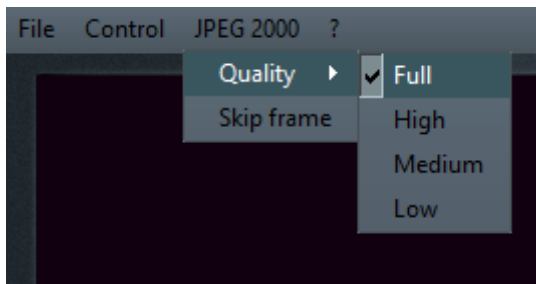 File Control JPEG 2000 ?
Quality Full
Skip frame High
Medium
Low